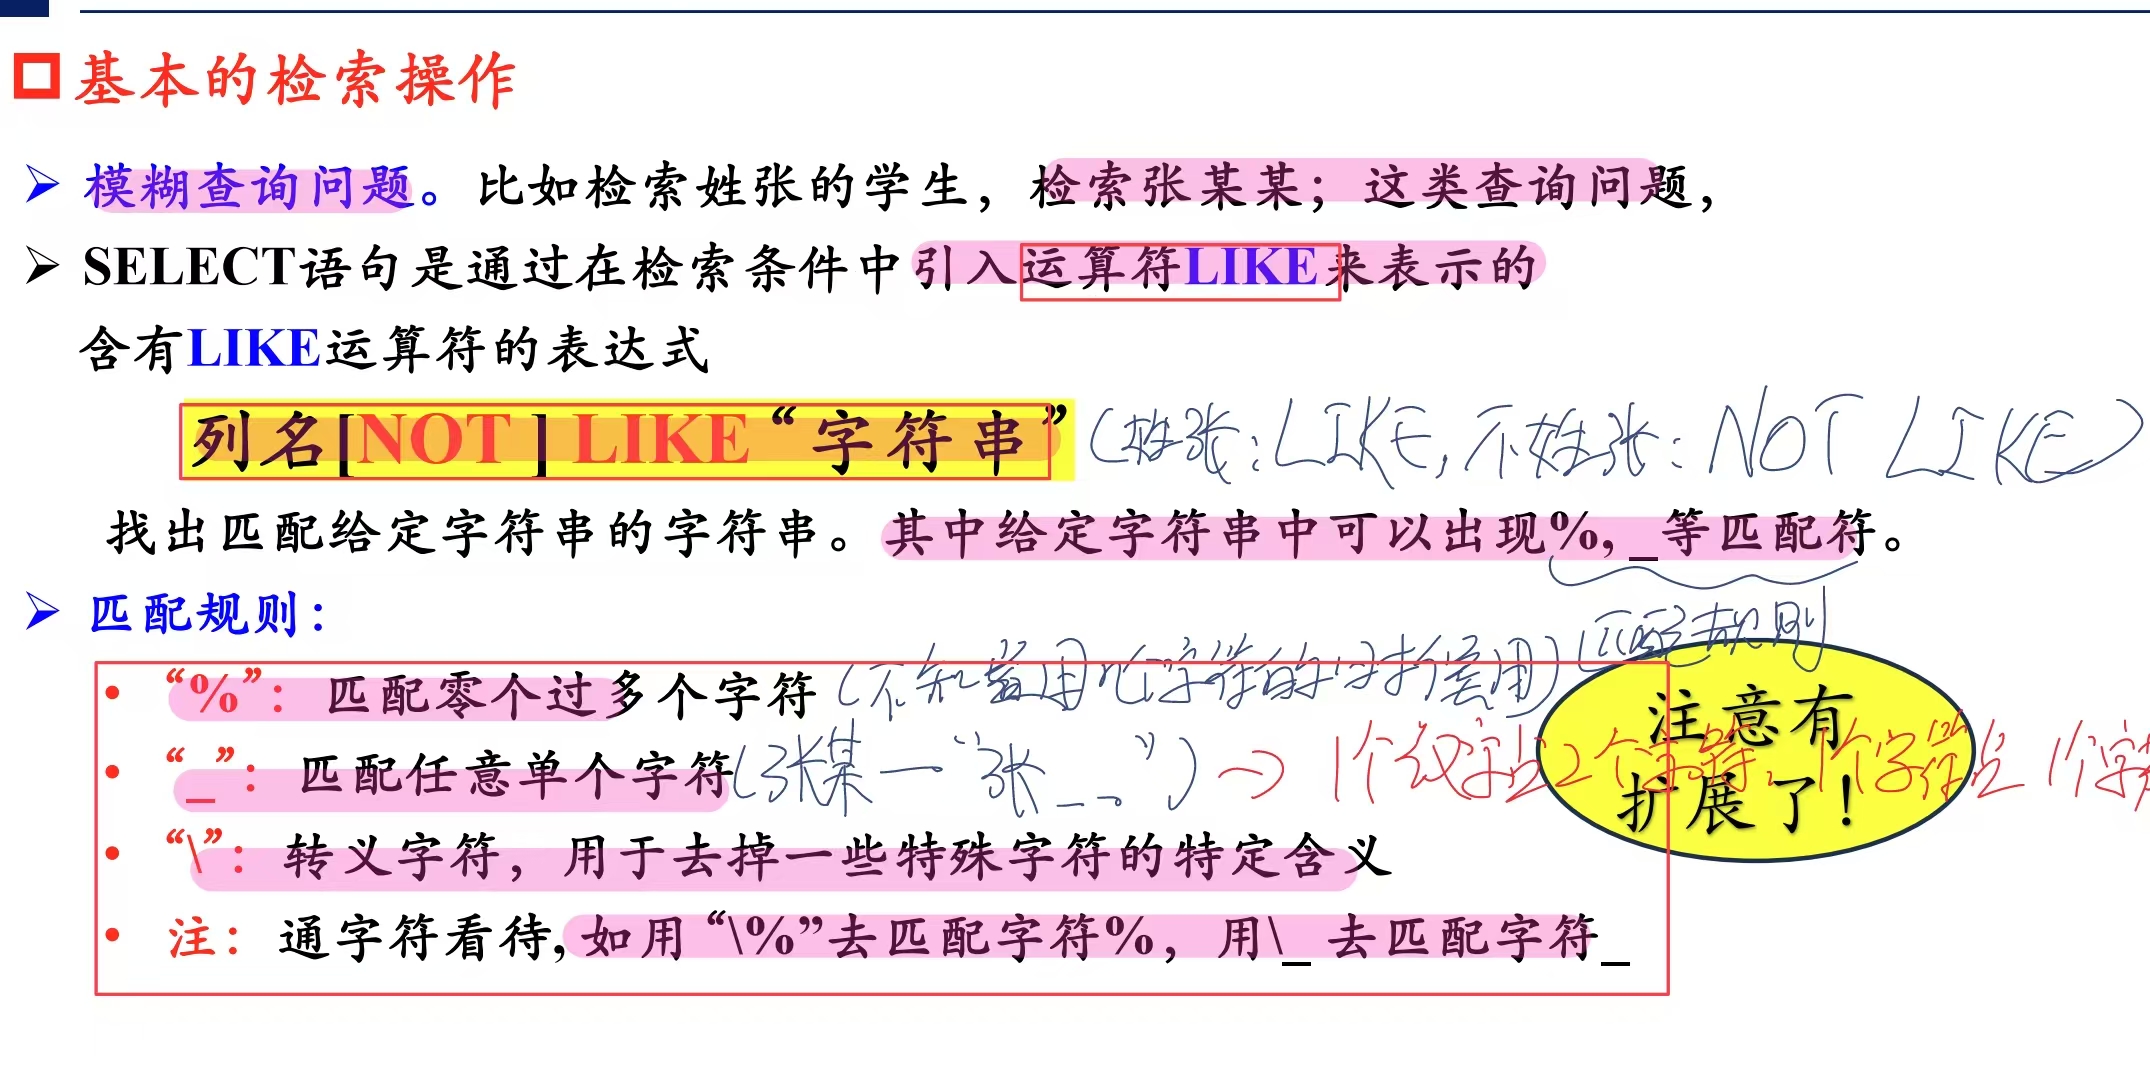 基本的检索操作
模糊查询问题。比如检索姓张的学生，检索张某某；这类查询问题，
SELECT语句是通过在检索条件中引入运算符LIKE来表示的
含有LIKE运算符的表达式
列名[NOT ] LIKE“字符串”（姓张：LIKE，不姓张：NOT LIKE）
找出匹配给定字符串的字符串。其中给定字符串中可以出现%, _等匹配符。
匹配规则：
匹配规则
“%”： 匹配零个过多个字符（不知 用 字符的时候用）
“_”： 匹配任意单个字符（张某一“张_ _”）→ 1个汉字占2个字符，1个字符占1个字
“\”： 转义字符，用于去掉一些特殊字符的特定含义
注： 通字符看待, 如用“\%”去匹配字符%，用\_ 去匹配字符_
注意有
扩展了！